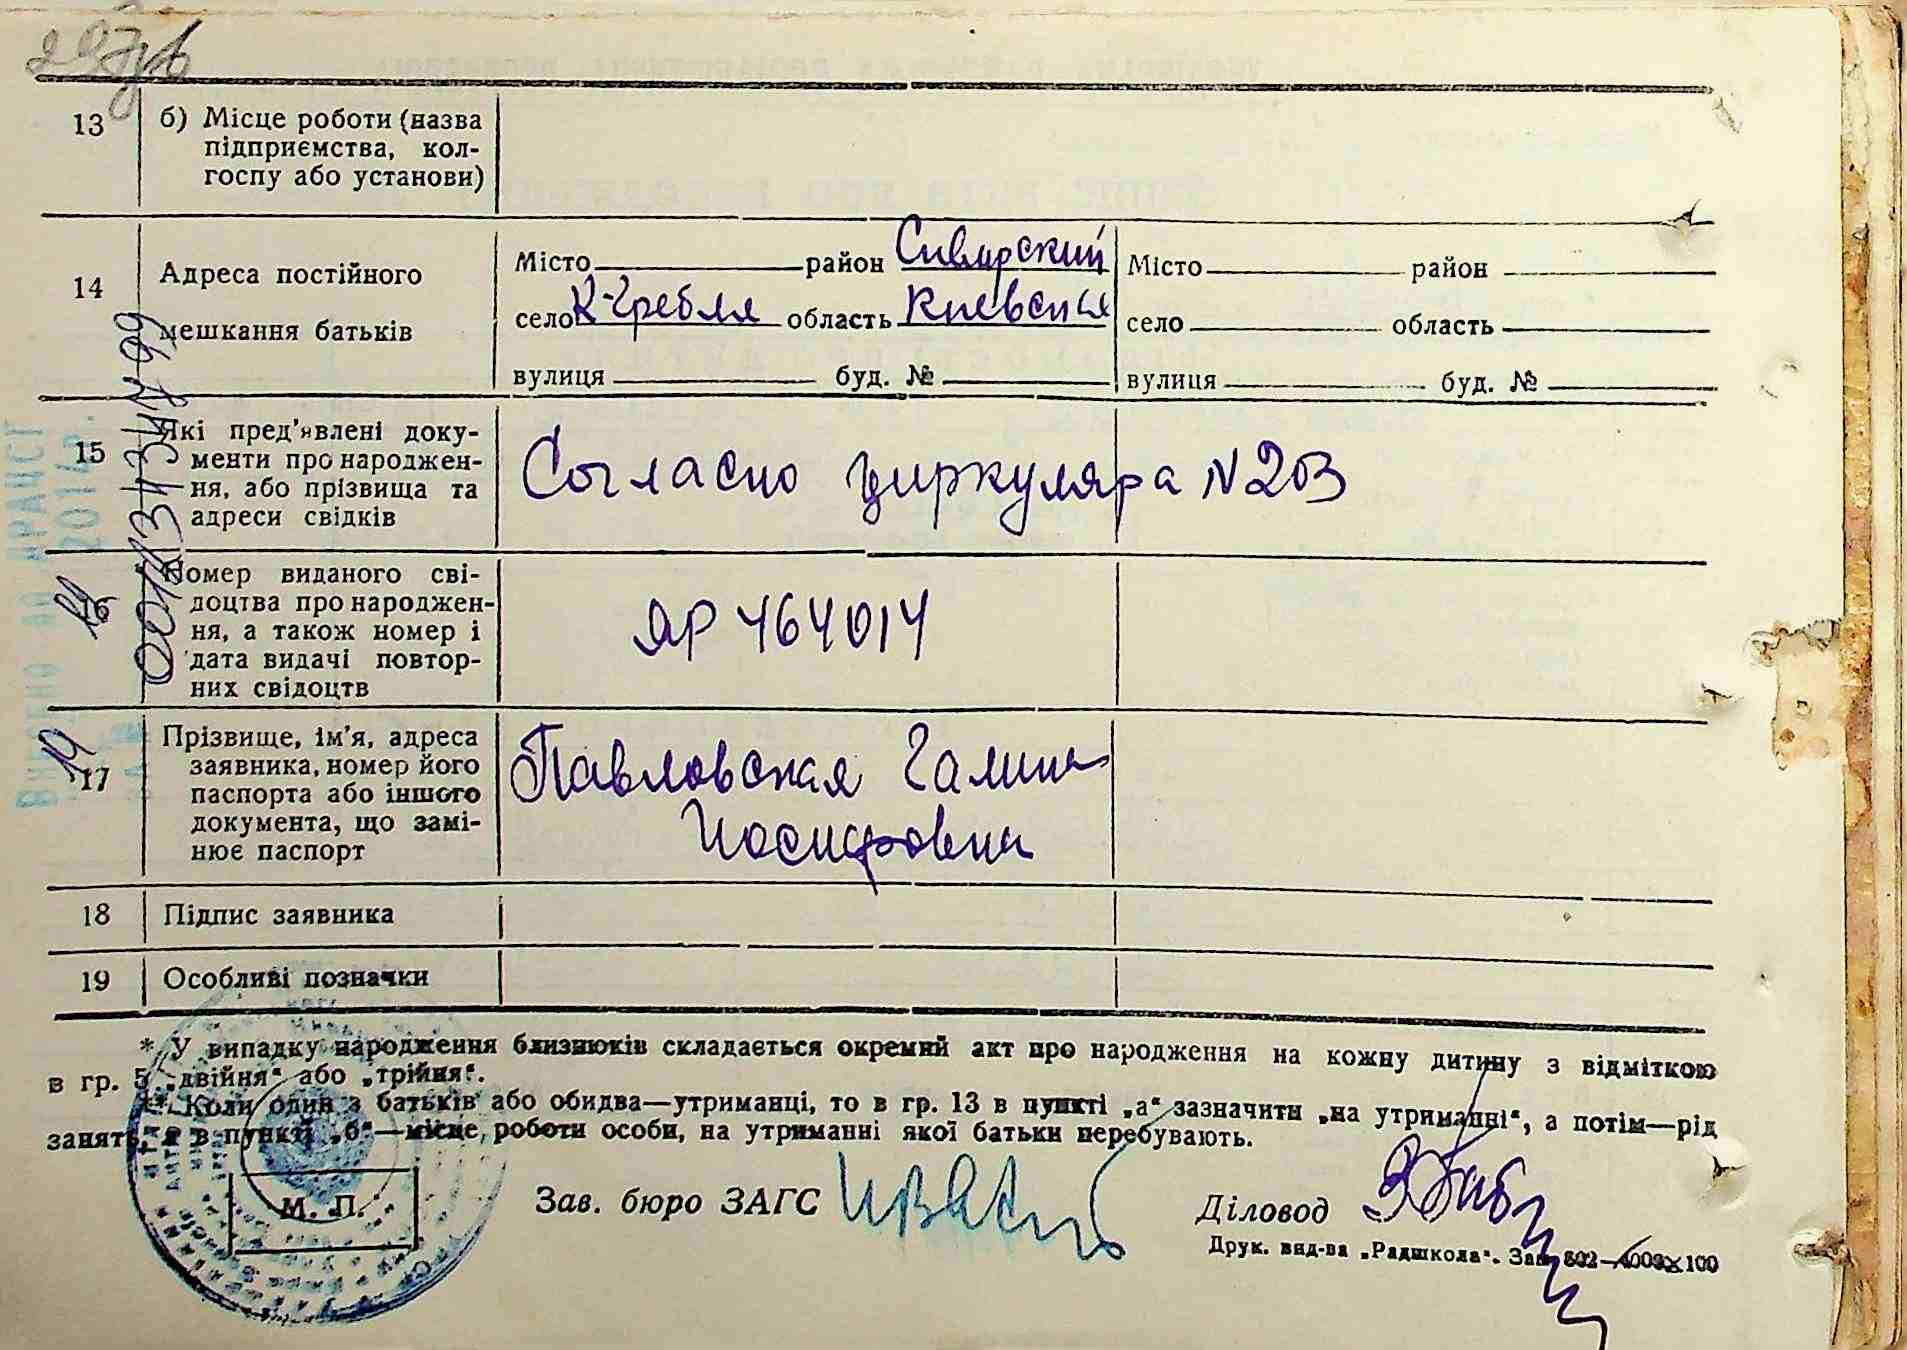 13
б) Місце роботи (назва
підприємства, кол-
госпу або установи)
14
Адреса постійного
мешкання батьків
Місто район Сквирский
село К-Гребля область Киевская
вулиця буд. №
Місто район
село область
вулиця буд. №
15
Які пред'явлені доку-
менти про народжен-
ня, або прізвища та
адреси свідків
Согласно циркуляра N 203
16
Номер виданого сві-
доцтва про народжен-
ня, а також номер і
дата видачі повтор-
них свідоцтв
ЯР 464014
17
Прізвище, ім'я, адреса
заявника, номер його
паспорта або іншого
документа, що замі-
нює паспорт
Павловская Галина
Иосифовна
18
Підпис заявника
19
Особливі позначки
* У випадку народження близнюків складається окремий акт про народження на кожну дитину з відміткою
в гр. 5 „двійня“ або „трійня“.
** Коли один з батьків або обидва—утриманці, то в гр. 13 в пункті „а“ зазначити „на утриманні“, а потім—рід
занять, а в пункті „б“—місце роботи особи, на утриманні якої батьки перебувають.
М. П.
Зав. бюро ЗАГС
Діловод
Друк. вид-ва „Радшкола“. Зам. 802—4000×100